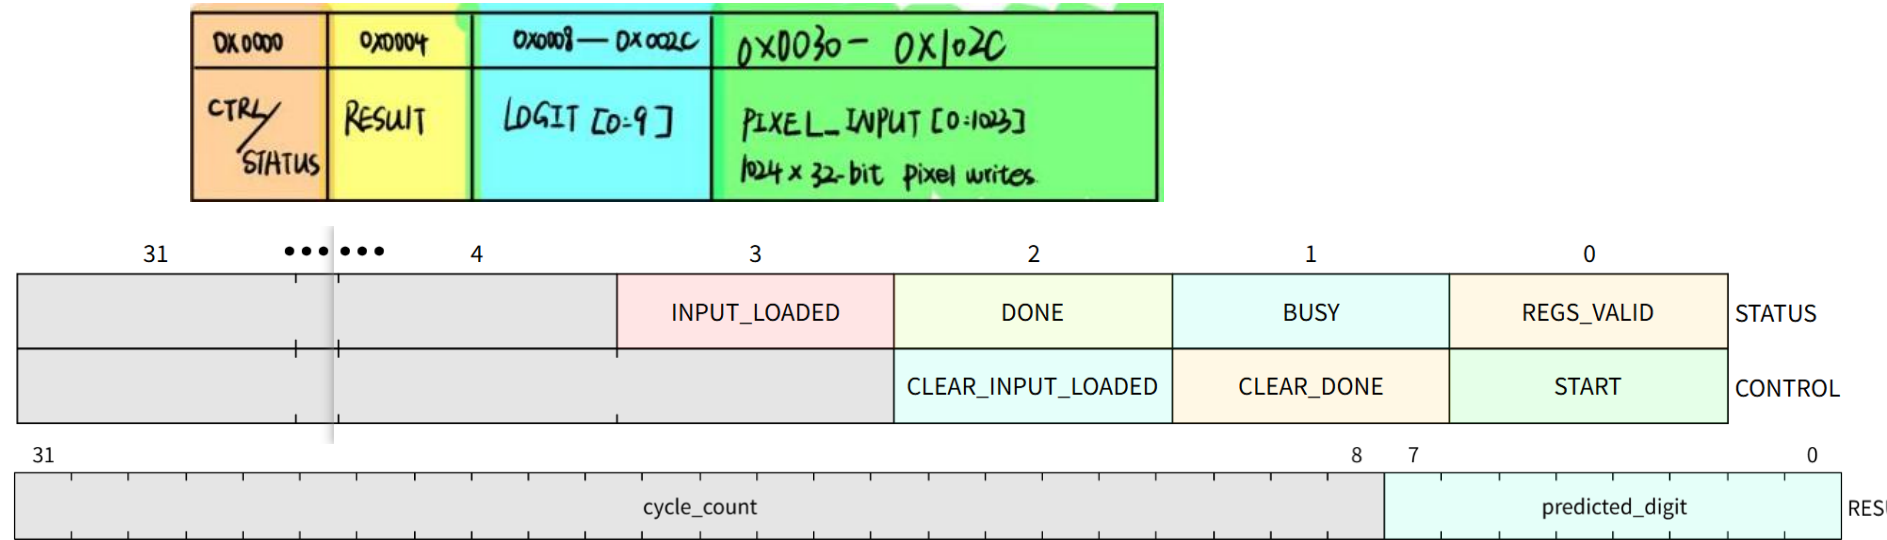 0X0000 0X0004 0X0008 — 0X002C 0X0030 - 0X102C
CTRL/ RESULT LOGIT [0:9] PIXEL_INPUT [0:1023]
STATUS 1024 x 32-bit Pixel writes
31 •••••• 4 3 2 1 0
INPUT_LOADED DONE BUSY REGS_VALID STATUS
CLEAR_INPUT_LOADED CLEAR_DONE START CONTROL
31 8 7 0
cycle_count predicted_digit RES